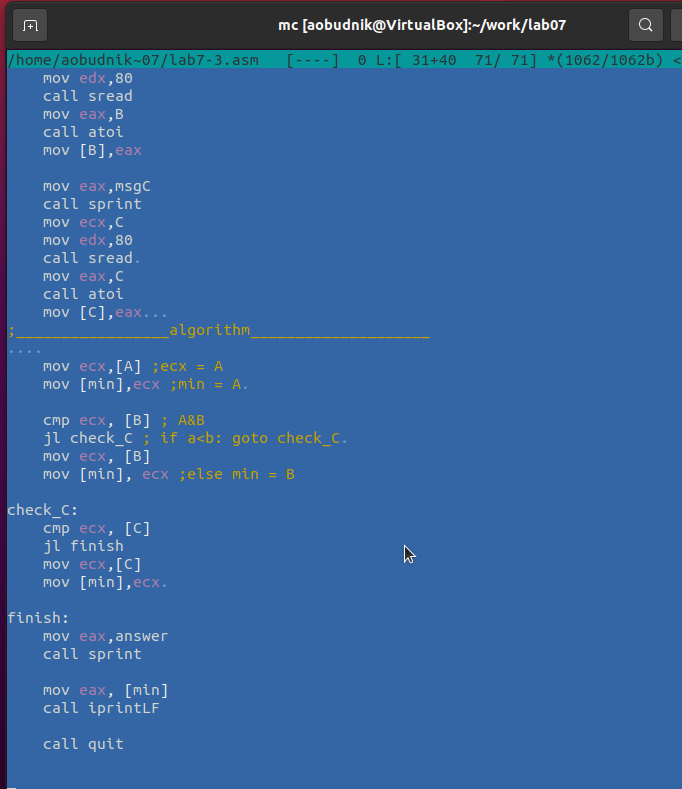 mc [aobudnik@VirtualBox]:~/work/lab07
/home/aobudnik~07/lab7-3.asm   [----]  0 L:[ 31+40  71/ 71] *(1062/1062b) <
    mov edx,80
    call sread
    mov eax,B
    call atoi
    mov [B],eax

    mov eax,msgC
    call sprint
    mov ecx,C
    mov edx,80
    call sread.
    mov eax,C
    call atoi
    mov [C],eax...
;_________________algorithm____________________
....
    mov ecx,[A] ;ecx = A
    mov [min],ecx ;min = A.

    cmp ecx, [B] ; A&B
    jl check_C ; if a<b: goto check_C.
    mov ecx, [B]
    mov [min], ecx ;else min = B

check_C:
    cmp ecx, [C]
    jl finish
    mov ecx,[C]
    mov [min],ecx.

finish:
    mov eax,answer
    call sprint

    mov eax, [min]
    call iprintLF

    call quit